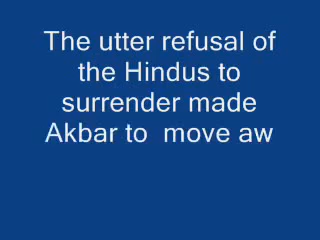 The utter refusal of
the Hindus to
surrender made
Akbar to  move aw